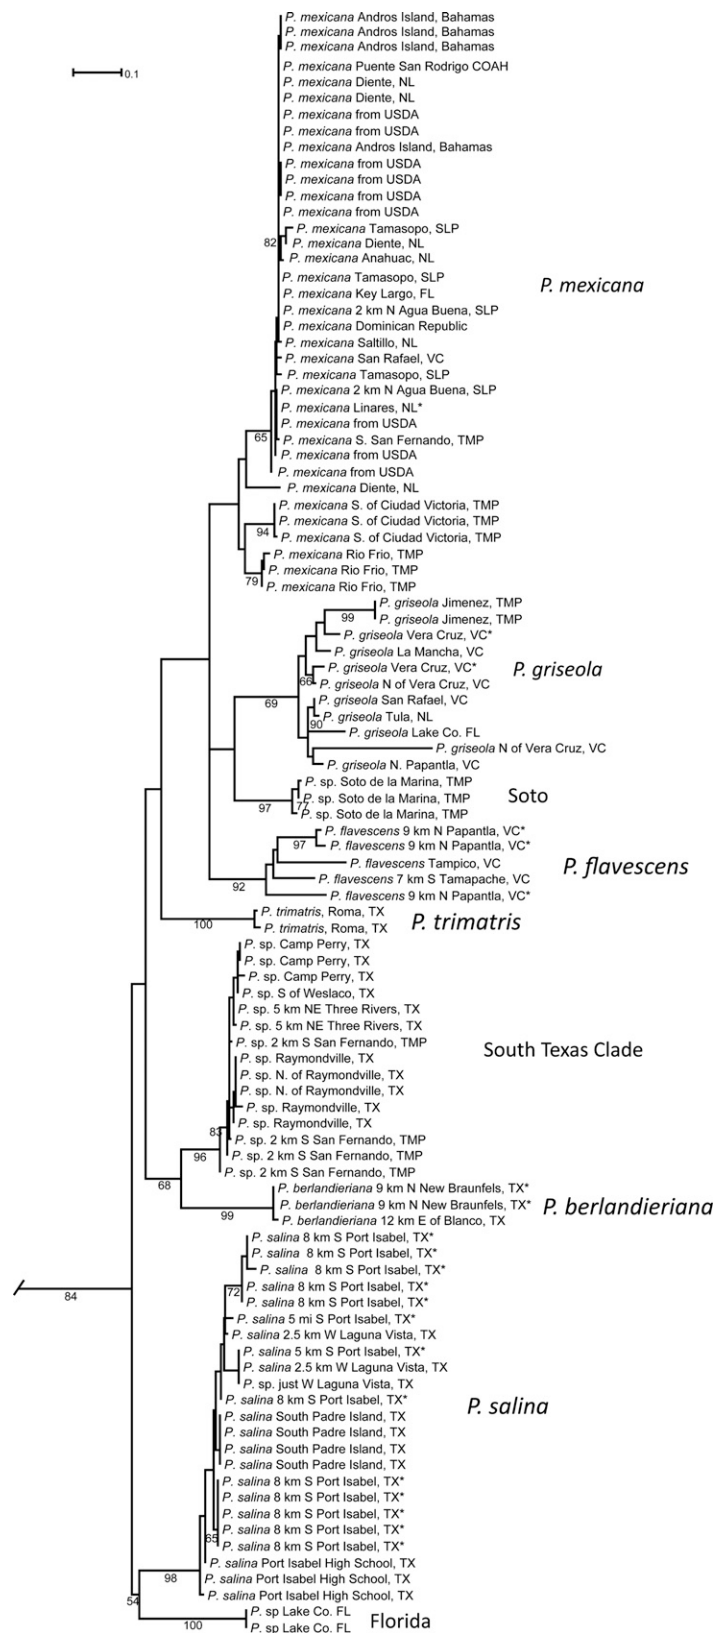 P. mexicana Andros Island, Bahamas
P. mexicana Andros Island, Bahamas
P. mexicana Andros Island, Bahamas
P. mexicana Puente San Rodrigo COAH
0.1
P. mexicana Diente, NL
P. mexicana Diente, NL
P. mexicana from USDA
P. mexicana from USDA
P. mexicana Andros Island, Bahamas
P. mexicana from USDA
P. mexicana from USDA
P. mexicana from USDA
P. mexicana from USDA
P. mexicana Tamasopo, SLP
82
P. mexicana Diente, NL
P. mexicana Anahuac, NL
P. mexicana Tamasopo, SLP
P. mexicana
P. mexicana Key Largo, FL
P. mexicana 2 km N Agua Buena, SLP
P. mexicana Dominican Republic
P. mexicana Saltillo, NL
P. mexicana San Rafael, VC
P. mexicana Tamasopo, SLP
P. mexicana 2 km N Agua Buena, SLP
P. mexicana Linares, NL*
P. mexicana from USDA
65
P. mexicana S. San Fernando, TMP
P. mexicana from USDA
P. mexicana from USDA
P. mexicana Diente, NL
P. mexicana S. of Ciudad Victoria, TMP
P. mexicana S. of Ciudad Victoria, TMP
94
P. mexicana S. of Ciudad Victoria, TMP
P. mexicana Rio Frio, TMP
P. mexicana Rio Frio, TMP
79
P. mexicana Rio Frio, TMP
P. griseola Jimenez, TMP
99
P. griseola Jimenez, TMP
P. griseola Vera Cruz, VC*
P. griseola La Mancha, VC
P. griseola Vera Cruz, VC*
P. griseola
66
P. griseola N of Vera Cruz, VC
69
P. griseola San Rafael, VC
P. griseola Tula, NL
90
P. griseola Lake Co. FL
P. griseola N of Vera Cruz, VC
P. griseola N. Papantla, VC
P. sp. Soto de la Marina, TMP
Soto
97
77
P. sp. Soto de la Marina, TMP
P. sp. Soto de la Marina, TMP
P. flavescens 9 km N Papantla, VC*
97
P. flavescens 9 km N Papantla, VC*
P. flavescens Tampico, VC
P. flavescens
P. flavescens 7 km S Tamapache, VC
92
P. flavescens 9 km N Papantla, VC*
P. trimatris, Roma, TX
P. trimatris
100
P. trimatris, Roma, TX
P. sp. Camp Perry, TX
P. sp. Camp Perry, TX
P. sp. Camp Perry, TX
P. sp. S of Weslaco, TX
P. sp. 5 km NE Three Rivers, TX
P. sp. 5 km NE Three Rivers, TX
P. sp. 2 km S San Fernando, TMP
South Texas Clade
P. sp. Raymondville, TX
P. sp. N. of Raymondville, TX
P. sp. N. of Raymondville, TX
P. sp. Raymondville, TX
P. sp. Raymondville, TX
83
P. sp. 2 km S San Fernando, TMP
96
P. sp. 2 km S San Fernando, TMP
P. sp. 2 km S San Fernando, TMP
68
P. berlandieriana 9 km N New Braunfels, TX*
P. berlandieriana 9 km N New Braunfels, TX*
P. berlandieriana
99
P. berlandieriana 12 km E of Blanco, TX
P. salina 8 km S Port Isabel, TX*
P. salina 8 km S Port Isabel, TX*
P. salina 8 km S Port Isabel, TX*
84
72
P. salina 8 km S Port Isabel, TX*
P. salina 8 km S Port Isabel, TX*
P. salina 5 mi S Port Isabel, TX*
P. salina 2.5 km W Laguna Vista, TX
P. salina 5 km S Port Isabel, TX*
P. salina 2.5 km W Laguna Vista, TX
P. sp. just W Laguna Vista, TX
P. salina 8 km S Port Isabel, TX*
P. salina
P. salina South Padre Island, TX
P. salina South Padre Island, TX
P. salina South Padre Island, TX
P. salina South Padre Island, TX
P. salina 8 km S Port Isabel, TX*
P. salina 8 km S Port Isabel, TX*
P. salina 8 km S Port Isabel, TX*
P. salina 8 km S Port Isabel, TX*
65
P. salina 8 km S Port Isabel, TX*
P. salina Port Isabel High School, TX
98
P. salina Port Isabel High School, TX
P. salina Port Isabel High School, TX
54
P. sp Lake Co. FL
Florida
100
P. sp Lake Co. FL